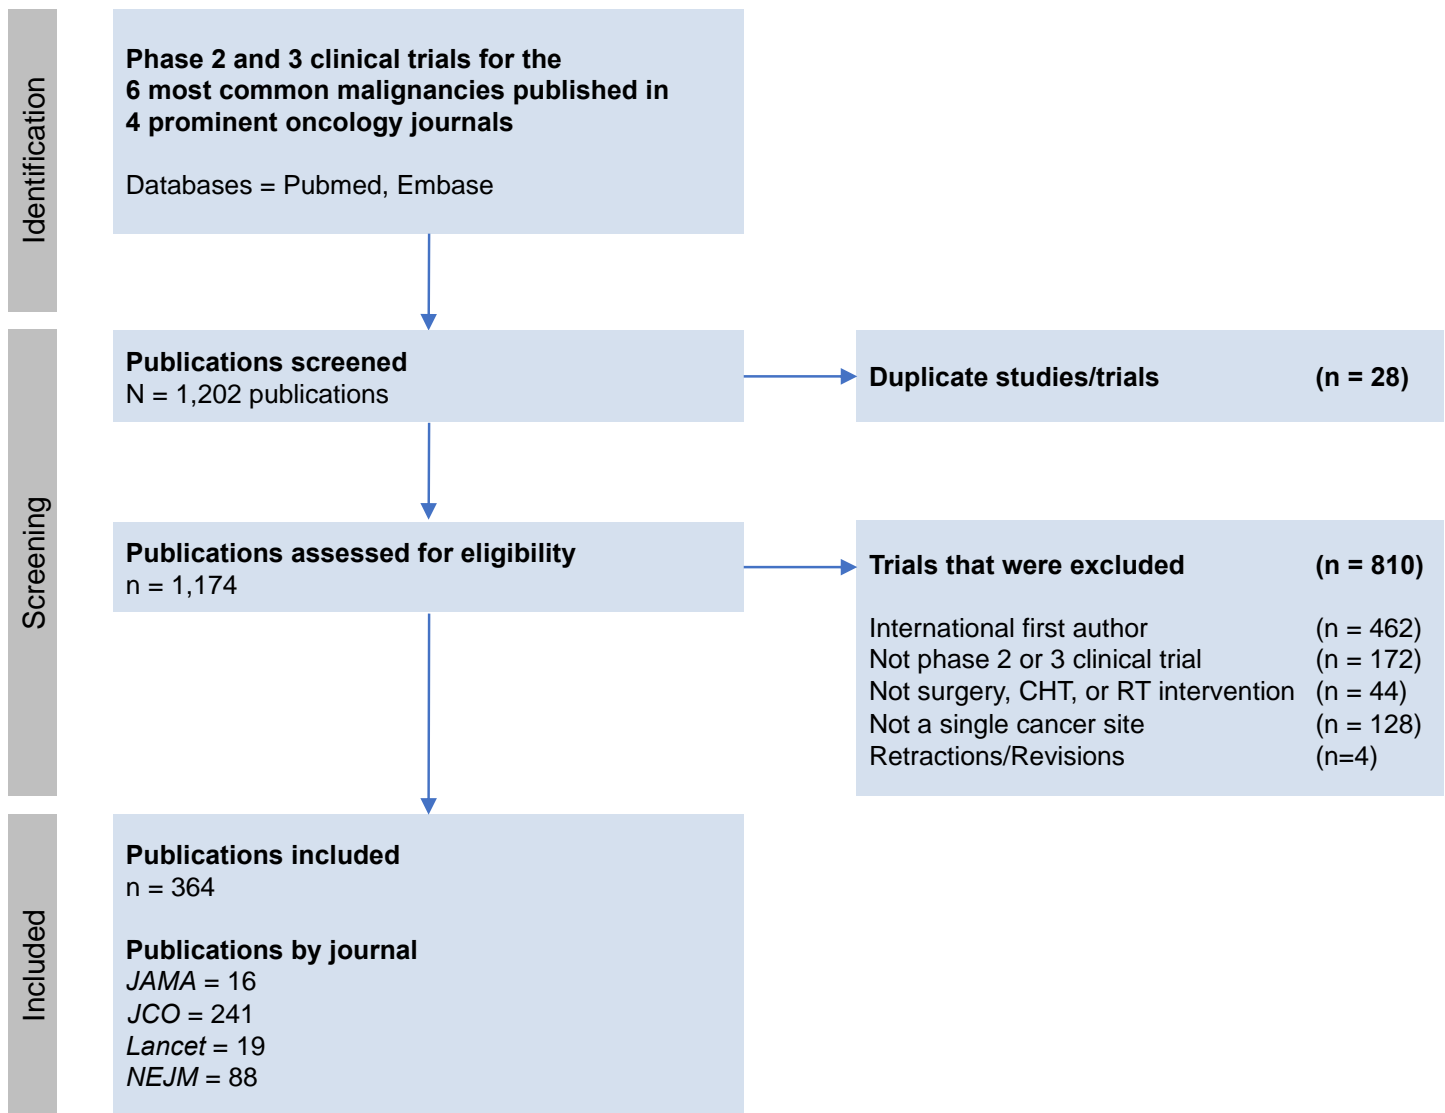 Identification
Phase 2 and 3 clinical trials for the
6 most common malignancies published in
4 prominent oncology journals
Databases = Pubmed, Embase
Screening
Publications screened
N = 1,202 publications
Duplicate studies/trials (n = 28)
Publications assessed for eligibility
n = 1,174
Trials that were excluded (n = 810)
International first author (n = 462)
Not phase 2 or 3 clinical trial (n = 172)
Not surgery, CHT, or RT intervention (n = 44)
Not a single cancer site (n = 128)
Retractions/Revisions (n=4)
Included
Publications included
n = 364
Publications by journal
JAMA = 16
JCO = 241
Lancet = 19
NEJM = 88